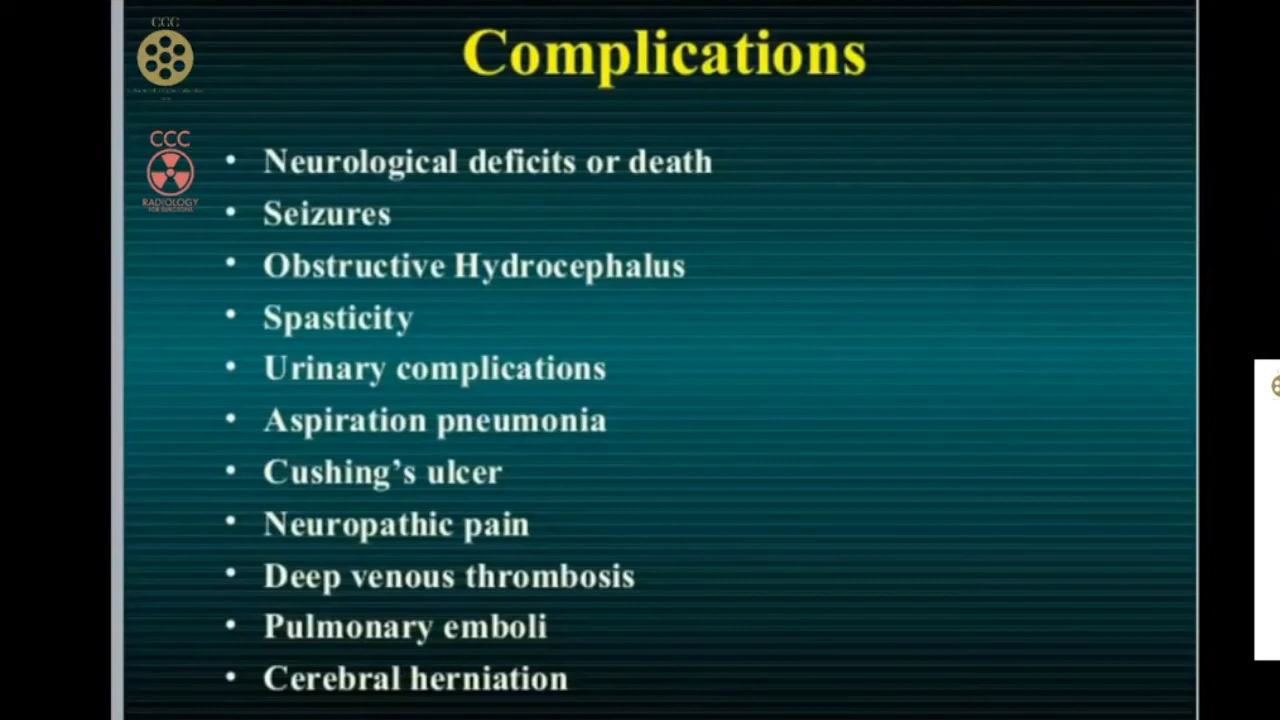 CCC
Complications
CCC
RADIOLOGY
• Neurological deficits or death
• Seizures
• Obstructive Hydrocephalus
• Spasticity
• Urinary complications
• Aspiration pneumonia
• Cushing’s ulcer
• Neuropathic pain
• Deep venous thrombosis
• Pulmonary emboli
• Cerebral herniation